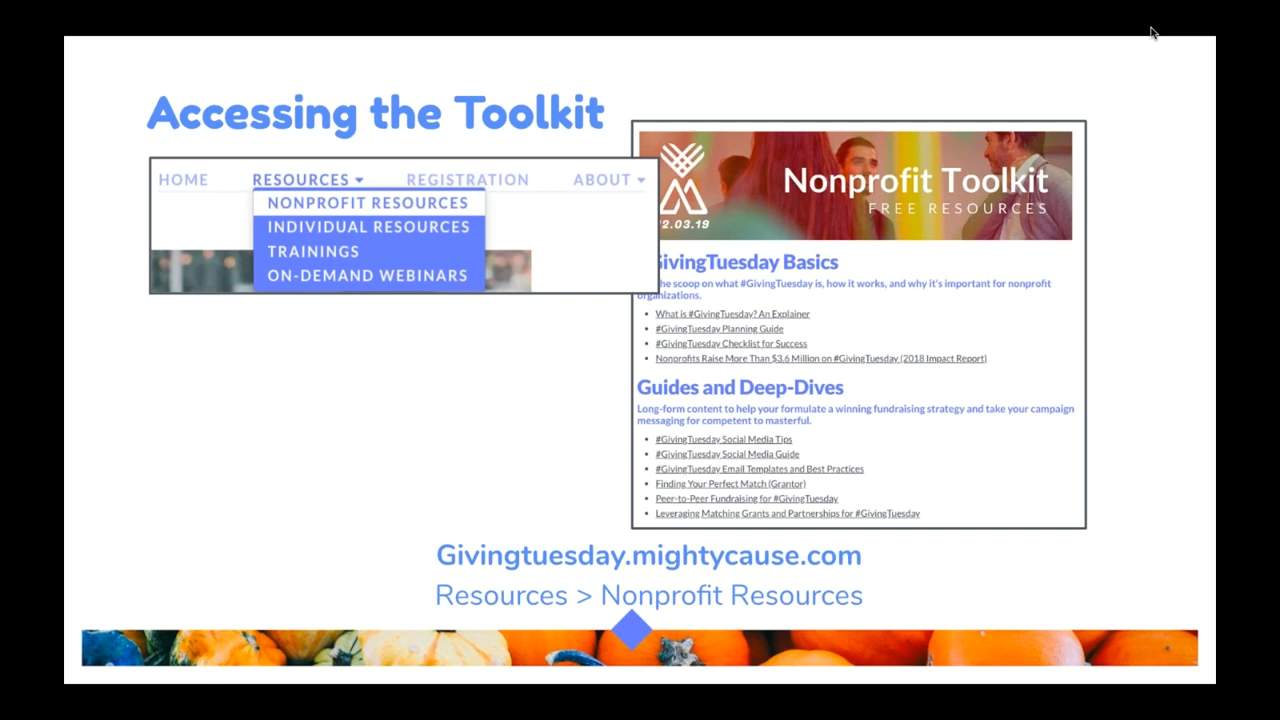 Accessing the Toolkit
HOME RESOURCES REGISTRATION ABOUT
NONPROFIT RESOURCES
INDIVIDUAL RESOURCES
TRAININGS
ON-DEMAND WEBINARS
Nonprofit Toolkit
FREE RESOURCES
2.03.19
ivingTuesday Basics
he scoop on what #GivingTuesday is, how it works, and why it's important for nonprofit
organizations.
• What is #GivingTuesday? An Explainer
• #GivingTuesday Planning Guide
• #GivingTuesday Checklist for Success
• Nonprofits Raise More Than $3.6 Million on #GivingTuesday (2018 Impact Report)
Guides and Deep-Dives
Long-form content to help your formulate a winning fundraising strategy and take your campaign
messaging for competent to masterful.
• #GivingTuesday Social Media Tips
• #GivingTuesday Social Media Guide
• #GivingTuesday Email Templates and Best Practices
• Finding Your Perfect Match (Grantor)
• Peer-to-Peer Fundraising for #GivingTuesday
• Leveraging Matching Grants and Partnerships for #GivingTuesday
Givingtuesday.mightycause.com
Resources > Nonprofit Resources